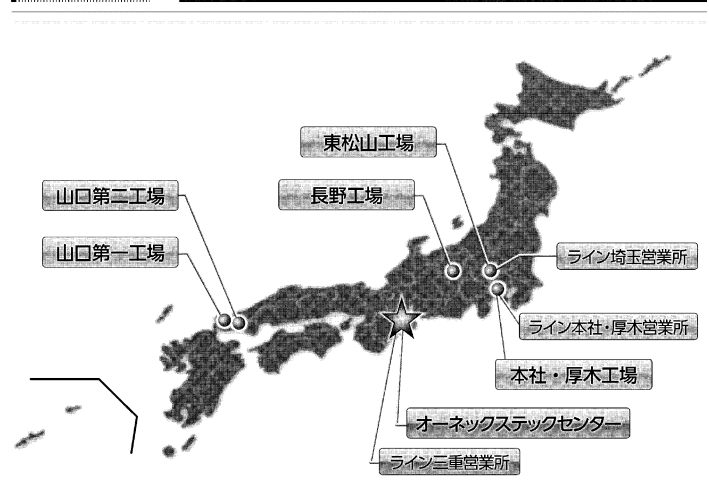 東松山工場
山口第二工場
長野工場
山口第一工場
ライン埼玉営業所
ライン本社・厚木営業所
本社・厚木工場
オーネックステックセンター
ライン三重営業所